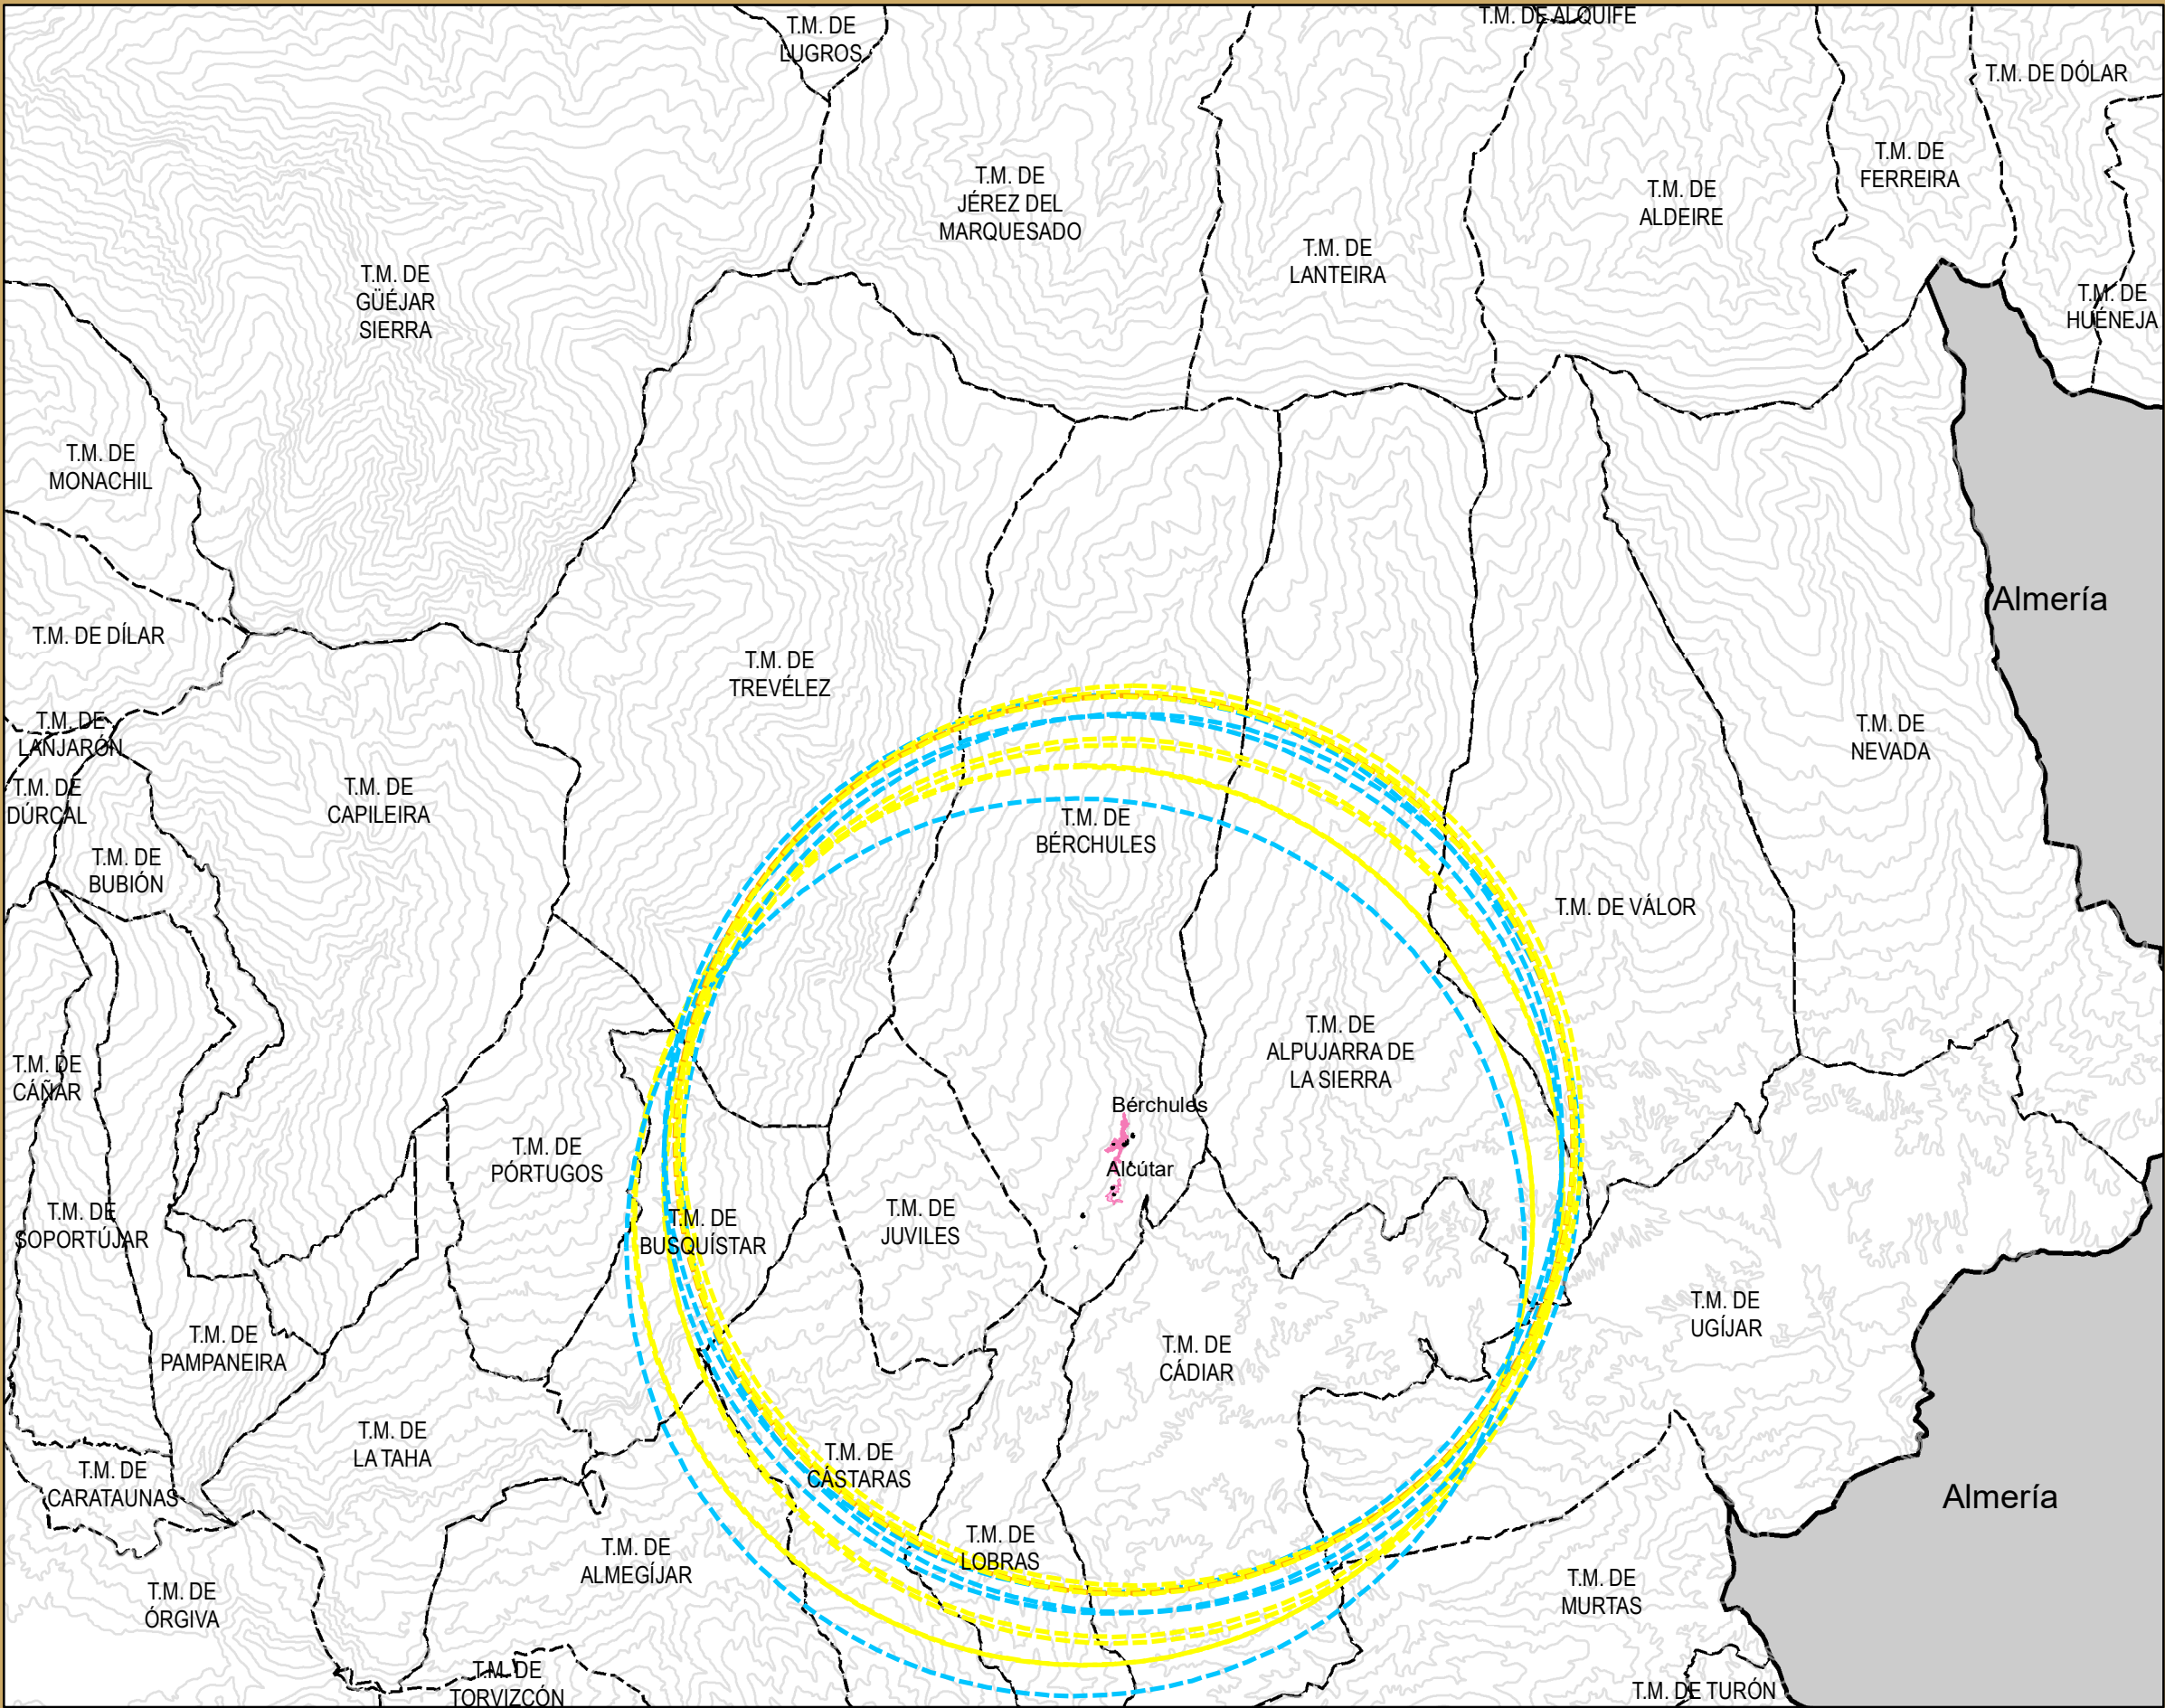 T.M. DE ALQUIFE
T.M. DE
LUGROS
T.M. DE DÓLAR
T.M. DE
FERREIRA
T.M. DE
JÉREZ DEL
MARQUESADO
T.M. DE
ALDEIRE
T.M. DE
LANTEIRA
T.M. DE
GÜÉJAR
SIERRA
T.M. DE
HUÉNEJA
T.M. DE
MONACHIL
Almería
T.M. DE DÍLAR
T.M. DE
TREVÉLEZ
T.M. DE
LANJARÓN
T.M. DE
NEVADA
T.M. DE
DÚRCAL
T.M. DE
CAPILEIRA
T.M. DE
BÉRCHULES
T.M. DE
BUBIÓN
T.M. DE VÁLOR
T.M. DE
ALPUJARRA DE
LA SIERRA
T.M. DE
CÁÑAR
Bérchules
T.M. DE
PÓRTUGOS
Alcútar
T.M. DE
SOPORTÚJAR
T.M. DE
BUSQUÍSTAR
T.M. DE
JUVILES
T.M. DE
UGÍJAR
T.M. DE
PAMPANEIRA
T.M. DE
CÁDIAR
T.M. DE
LA TAHA
T.M. DE
CÁSTARAS
T.M. DE
CARATAUNAS
Almería
T.M. DE
LOBRAS
T.M. DE
ALMEGÍJAR
T.M. DE
ÓRGIVA
T.M. DE
MURTAS
T.M. DE
TORVIZCÓN
T.M. DE TURÓN